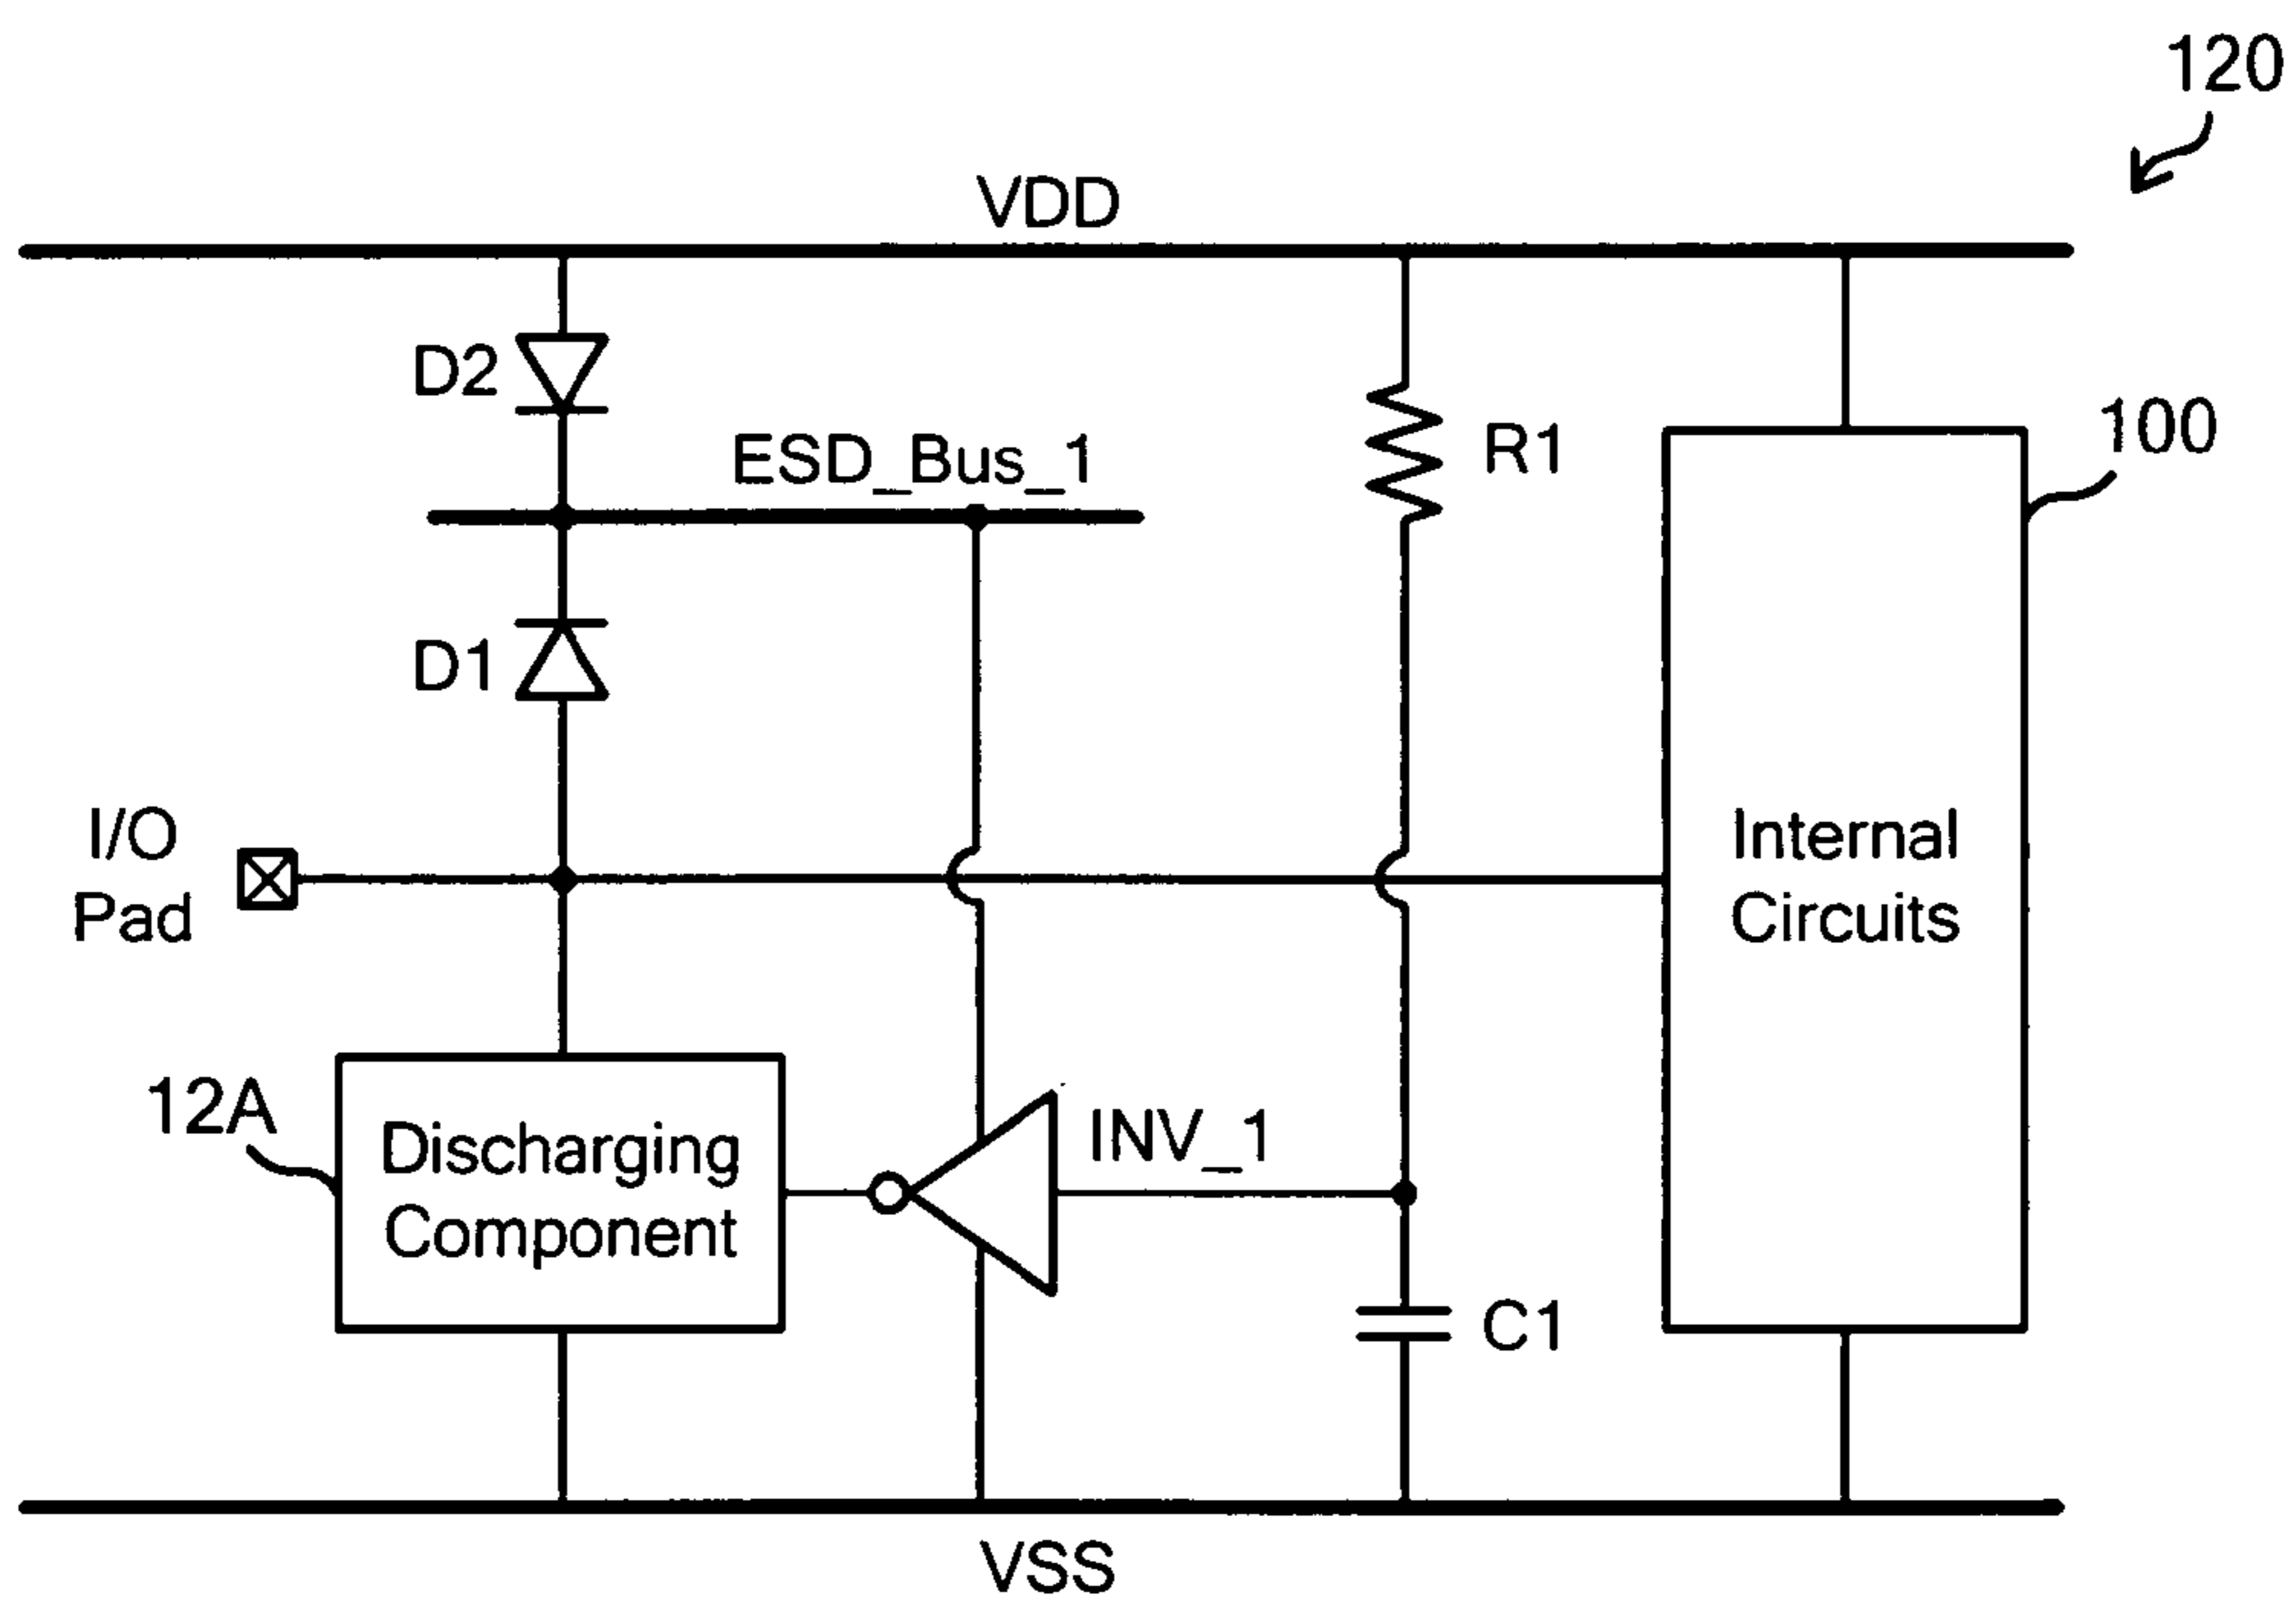 120
VDD
D2
ESD_Bus_1
R1
100
D1
I/O
Pad
Internal
Circuits
12A
Discharging
Component
INV_1
C1
VSS